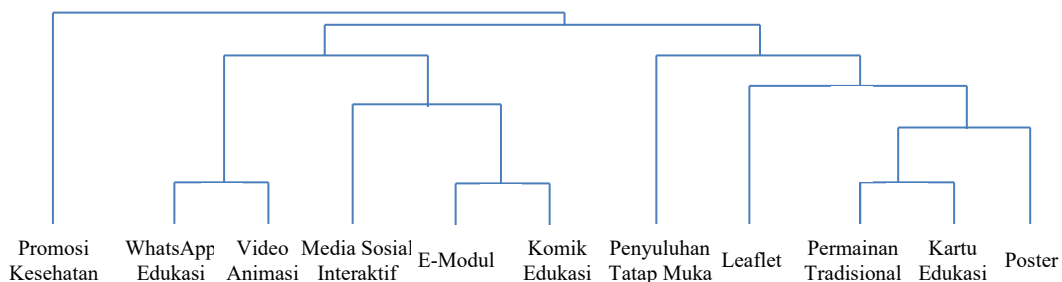 Promosi
Kesehatan
WhatsApp
Edukasi
Video
Animasi
Media Sosial
Interaktif
E-Modul
Komik
Edukasi
Penyuluhan
Tatap Muka
Leaflet
Permainan
Tradisional
Kartu
Edukasi
Poster